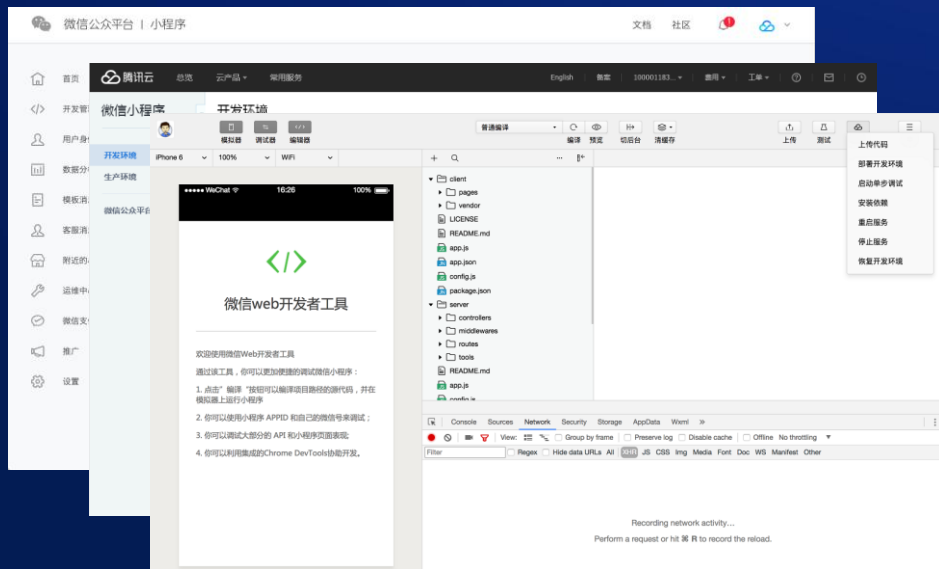 微信公众平台 | 小程序
文档 社区
首页
腾讯云 总览 云产品 常用服务 English 备案 100001183... 费用 工单
开发管
微信小程序 开发环境
用户身
开发环境
生产环境
数据分
模板消
微信公众平台
客服消
附近的
运维中
微信支
推广
设置
模拟器 调试器 编辑器
普通编译
编译 预览 切后台 清缓存
上传 测试
iPhone 6 100% WiFi
上传代码
部署开发环境
启动单步调试
安装依赖
重启服务
停止服务
恢复开发环境
WeChat 16:26 100%
</>
微信web开发者工具
欢迎使用微信Web开发者工具
通过该工具，你可以更加便捷的调试微信小程序：
1. 点击“ 编译 “按钮可以编译项目路径的源代码，并在
模拟器上运行小程序
2. 你可以使用小程序 APPID 和自己的微信号来调试；
3. 你可以调试大部分的 API 和小程序页面表现;
4. 你可以利用集成的Chrome DevTools协助开发。
client
pages
vendor
LICENSE
README.md
app.js
app.json
config.js
package.json
server
controllers
middlewares
routes
tools
README.md
app.js
config.js
Console Sources Network Security Storage AppData Wxml »
View: Group by frame Preserve log Disable cache Offline No throttling
Filter Regex Hide data URLs All XHR JS CSS Img Media Font Doc WS Manifest Other
Recording network activity...
Perform a request or hit ⌘ R to record the reload.